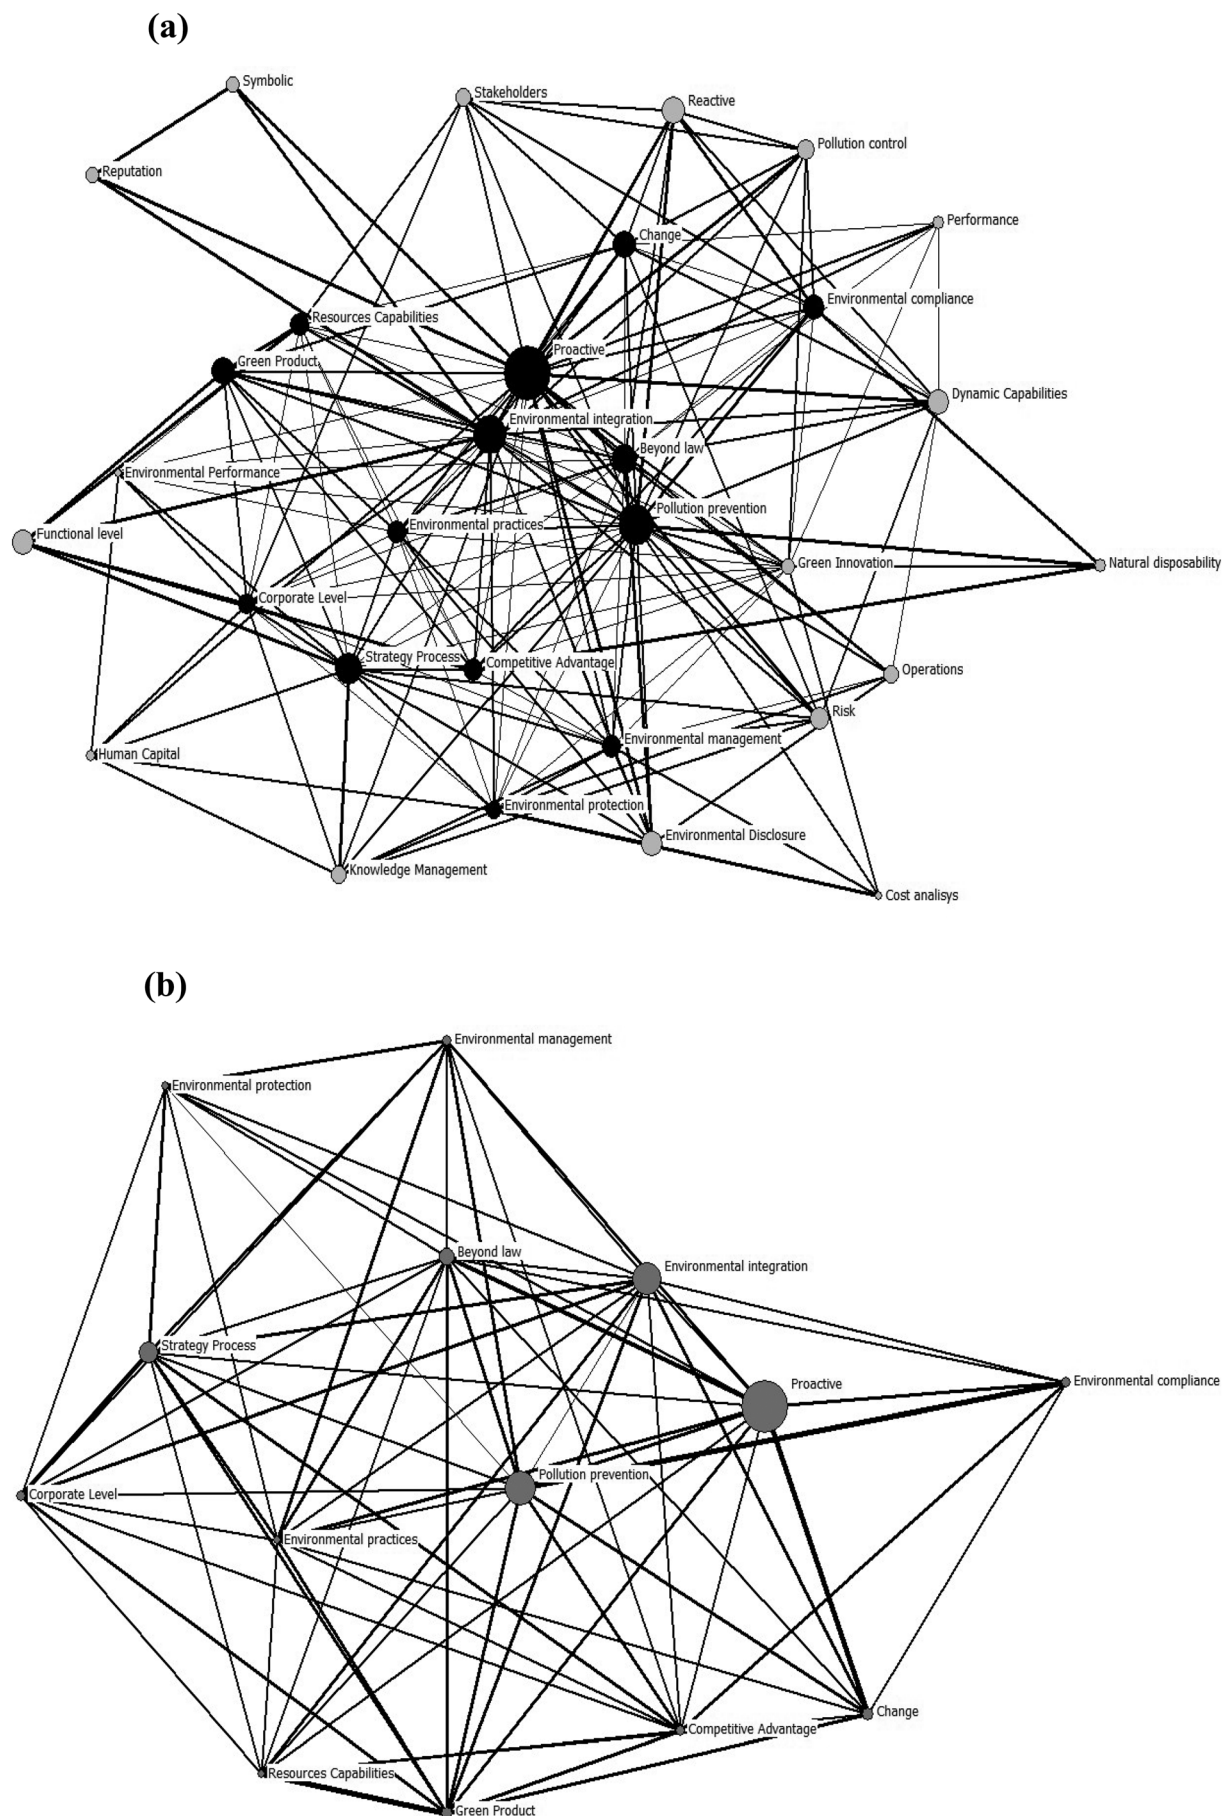 (a)
Symbolic
Stakeholders
Reactive
Pollution control
Reputation
Performance
Change
Environmental compliance
Resources Capabilities
Proactive
Green Product
Dynamic Capabilities
Environmental integration
Beyond law
Environmental Performance
Pollution prevention
Environmental practices
Functional level
Green Innovation
Natural disposability
Corporate Level
Strategy Process
Competitive Advantage
Operations
Risk
Environmental management
Human Capital
Environmental protection
Environmental Disclosure
Knowledge Management
Cost analisys
(b)
Environmental management
Environmental protection
Beyond law
Environmental integration
Strategy Process
Environmental compliance
Proactive
Pollution prevention
Corporate Level
Environmental practices
Change
Competitive Advantage
Resources Capabilities
Green Product